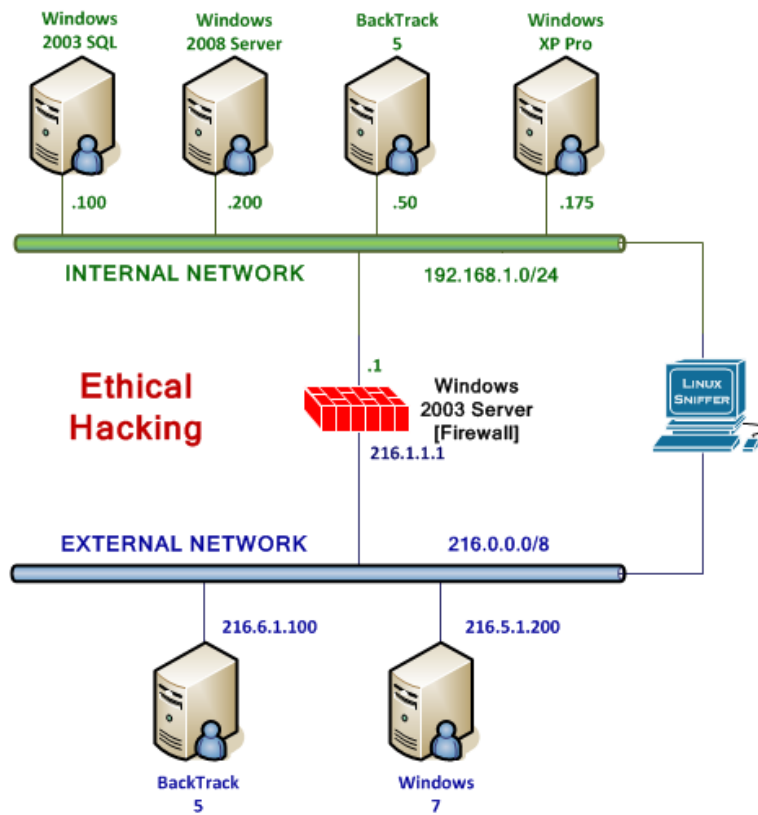 Windows
2003 SQL
Windows
2008 Server
BackTrack
5
Windows
XP Pro
.100
.200
.50
.175
INTERNAL NETWORK
192.168.1.0/24
.1
Ethical
Hacking
Windows
2003 Server
[Firewall]
LINUX
SNIFFER
216.1.1.1
EXTERNAL NETWORK
216.0.0.0/8
216.6.1.100
216.5.1.200
BackTrack
5
Windows
7